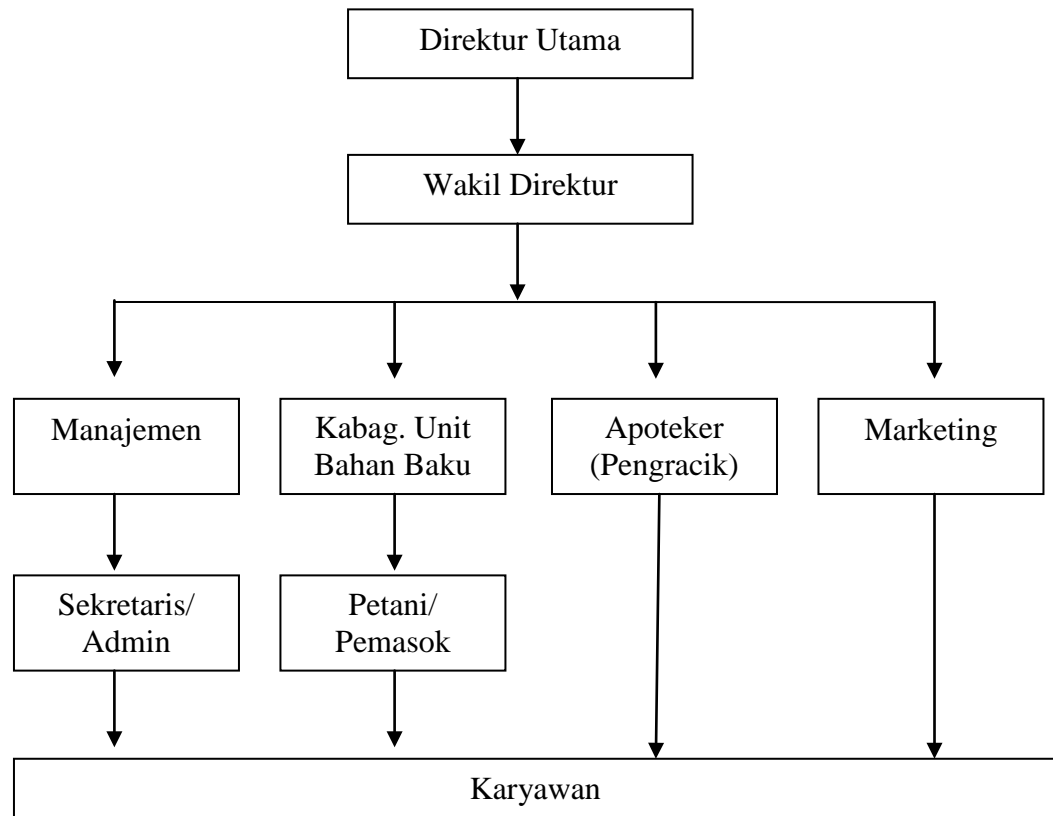 Direktur Utama
Wakil Direktur
Manajemen
Kabag. Unit
Bahan Baku
Apoteker
(Pengracik)
Marketing
Sekretaris/
Admin
Petani/
Pemasok
Karyawan